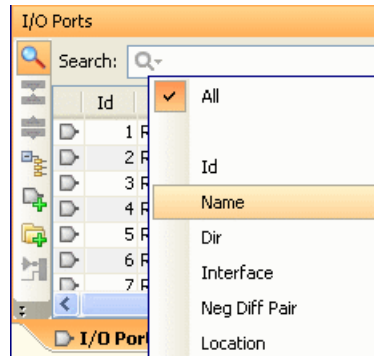 I/O Ports
Search:
Id
1 R
2 R
3 R
4 R
5 R
6 R
7 R
I/O Port
All
Id
Name
Dir
Interface
Neg Diff Pair
Location